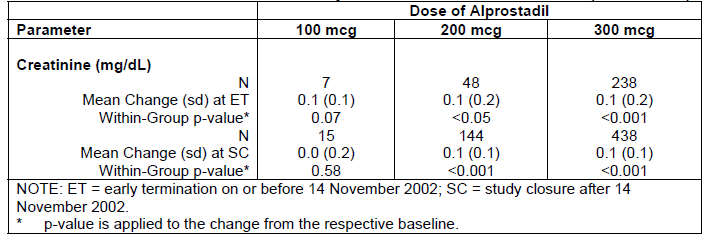 Dose of Alprostadil
Parameter 100 mcg 200 mcg 300 mcg
Creatinine (mg/dL)
N 7 48 238
Mean Change (sd) at ET 0.1 (0.1) 0.1 (0.2) 0.1 (0.2)
Within-Group p-value* 0.07 <0.05 <0.001
N 15 144 438
Mean Change (sd) at SC 0.0 (0.2) 0.1 (0.1) 0.1 (0.1)
Within-Group p-value* 0.58 <0.001 <0.001
NOTE: ET = early termination on or before 14 November 2002; SC = study closure after 14
November 2002.
* p-value is applied to the change from the respective baseline.